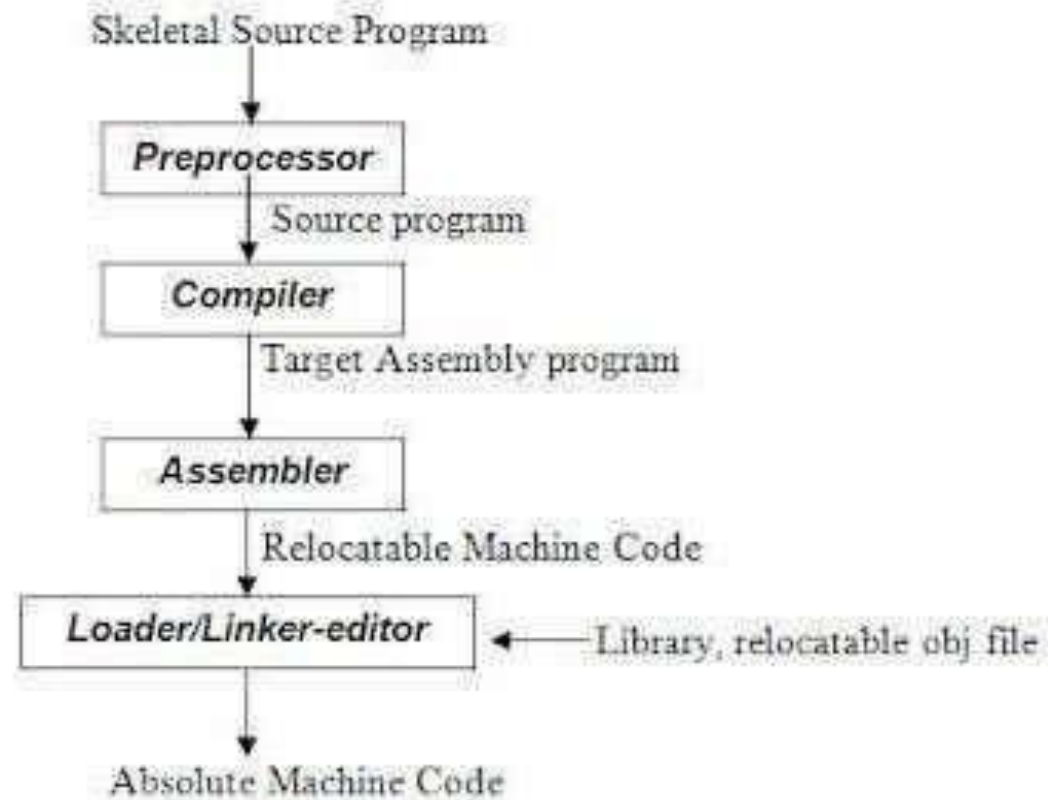 Skeletal Source Program
Preprocessor
Source program
Compiler
Target Assembly program
Assembler
Relocatable Machine Code
Loader/Linker-editor
Library, relocatable obj file
Absolute Machine Code